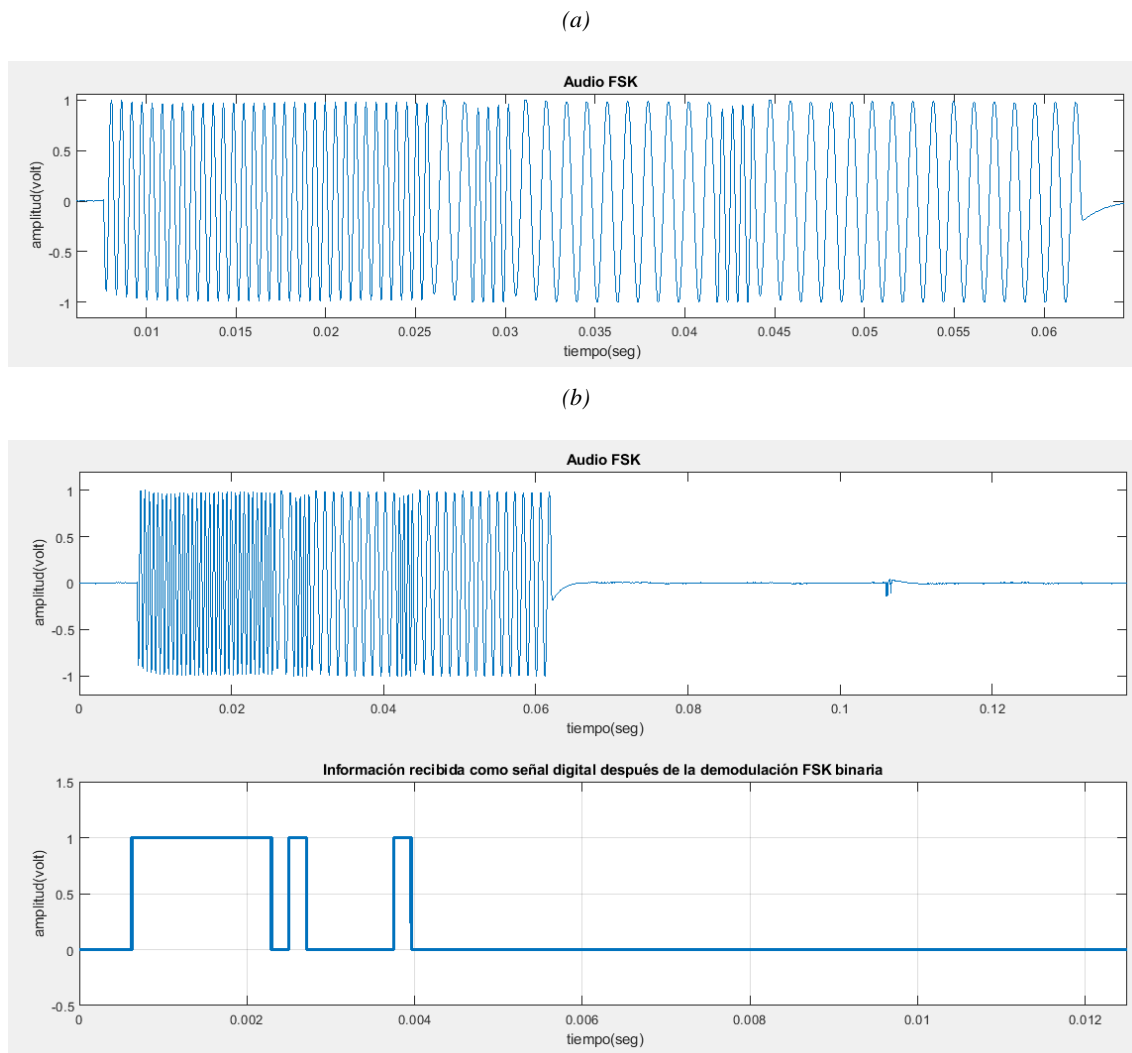 (a)
Audio FSK
1
0.5
0
-0.5
-1
amplitud(volt)
0.01 0.015 0.02 0.025 0.03 0.035 0.04 0.045 0.05 0.055 0.06
tiempo(seg)
(b)
Audio FSK
1
0.5
0
-0.5
-1
amplitud(volt)
0 0.02 0.04 0.06 0.08 0.1 0.12
tiempo(seg)
Información recibida como señal digital después de la demodulación FSK binaria
1.5
1
0.5
0
-0.5
amplitud(volt)
0 0.002 0.004 0.006 0.008 0.01 0.012
tiempo(seg)